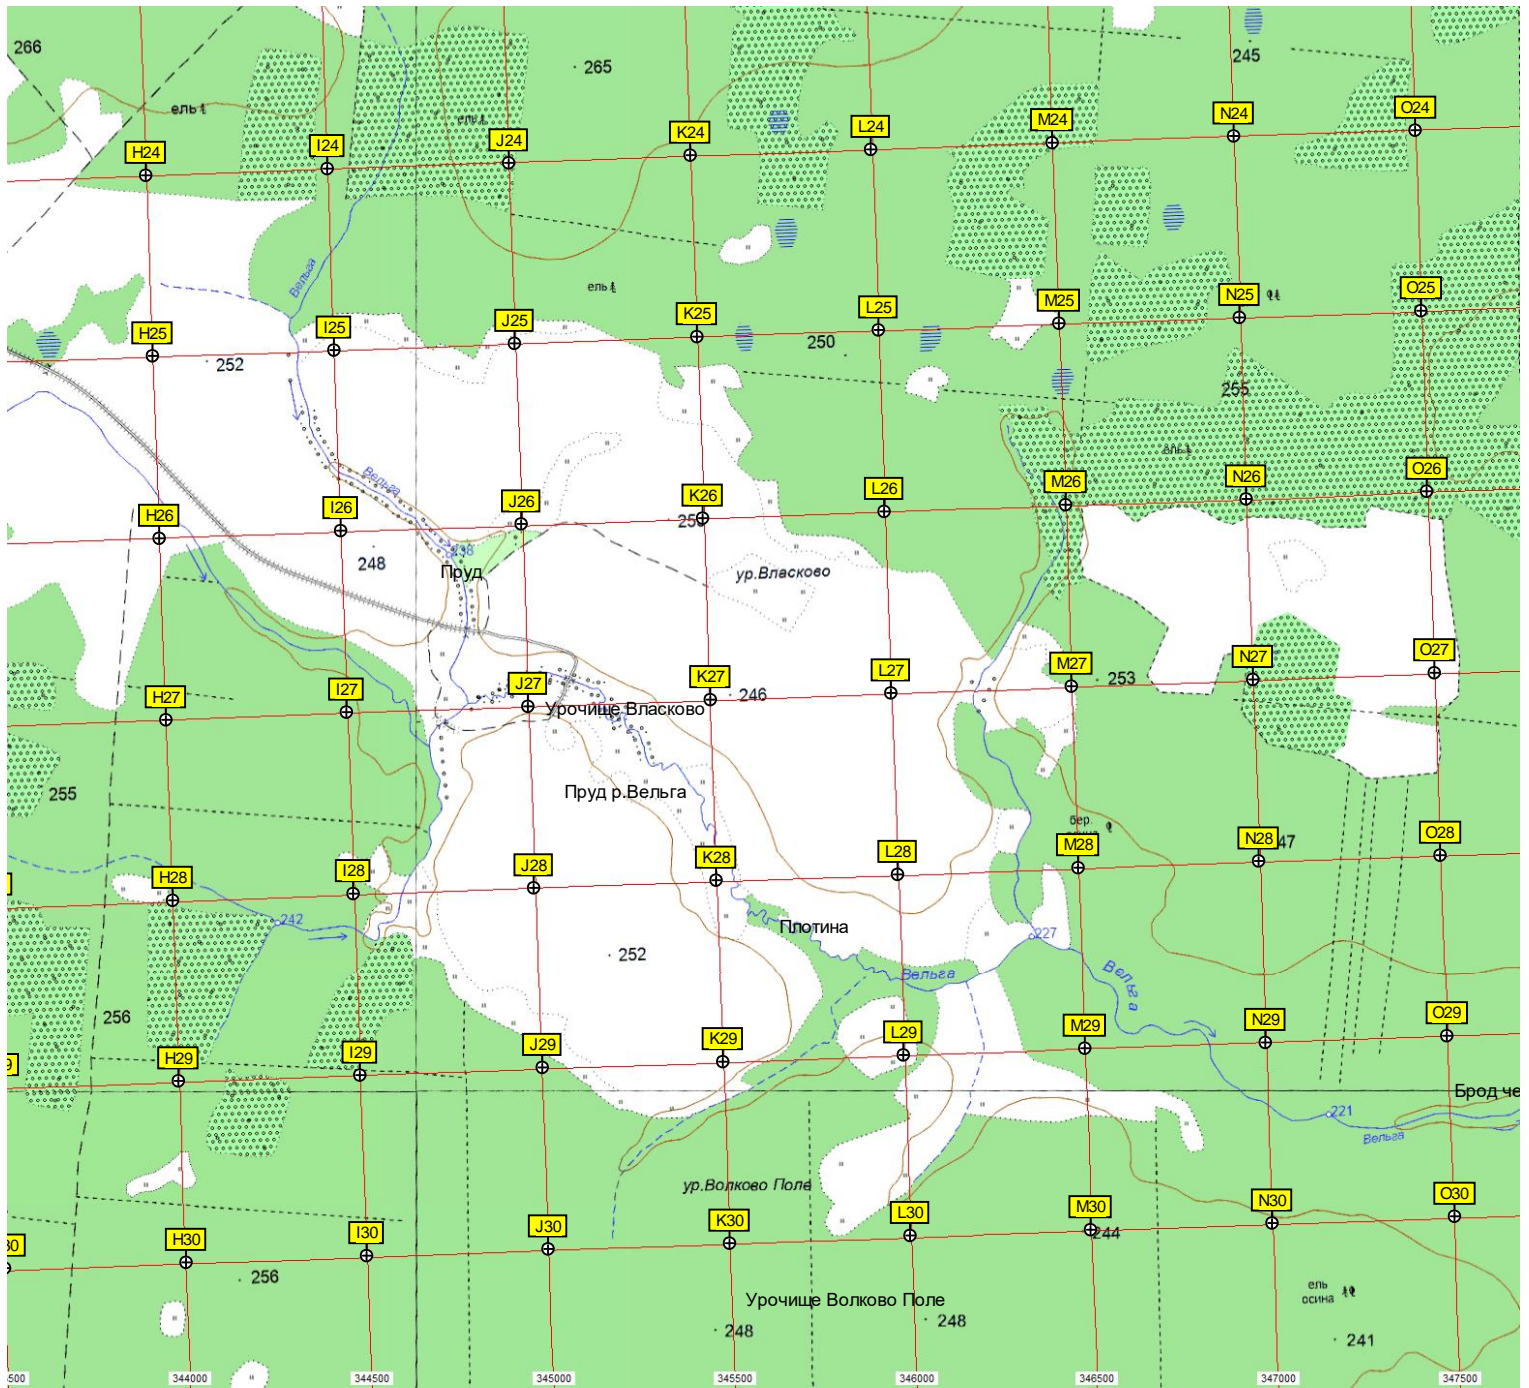 266
265
245
ель
ель
O24
N24
M24
L24
K24
J24
I24
H24
Вельга
ель
O25
N25
M25
L25
K25
J25
I25
H25
252
250
255
ель
Вельга
O26
N26
M26
L26
K26
J26
I26
H26
238
248
Пруд
ур.Власково
O27
N27
M27
L27
K27
J27
I27
H27
253
246
Урочище Власково
Пруд р.Вельга
255
бер.
O28
N28
47
M28
L28
K28
J28
I28
H28
242
Плотина
227
252
Вельга
Вельга
256
O29
N29
M29
L29
K29
J29
I29
H29
9
Брод че
221
Вельга
ур.Волково Поле
O30
N30
M30
L30
K30
J30
I30
H30
30
244
256
ель
осина
Урочище Волково Поле
248
248
241
500
344000
344500
345000
345500
346000
346500
347000
347500